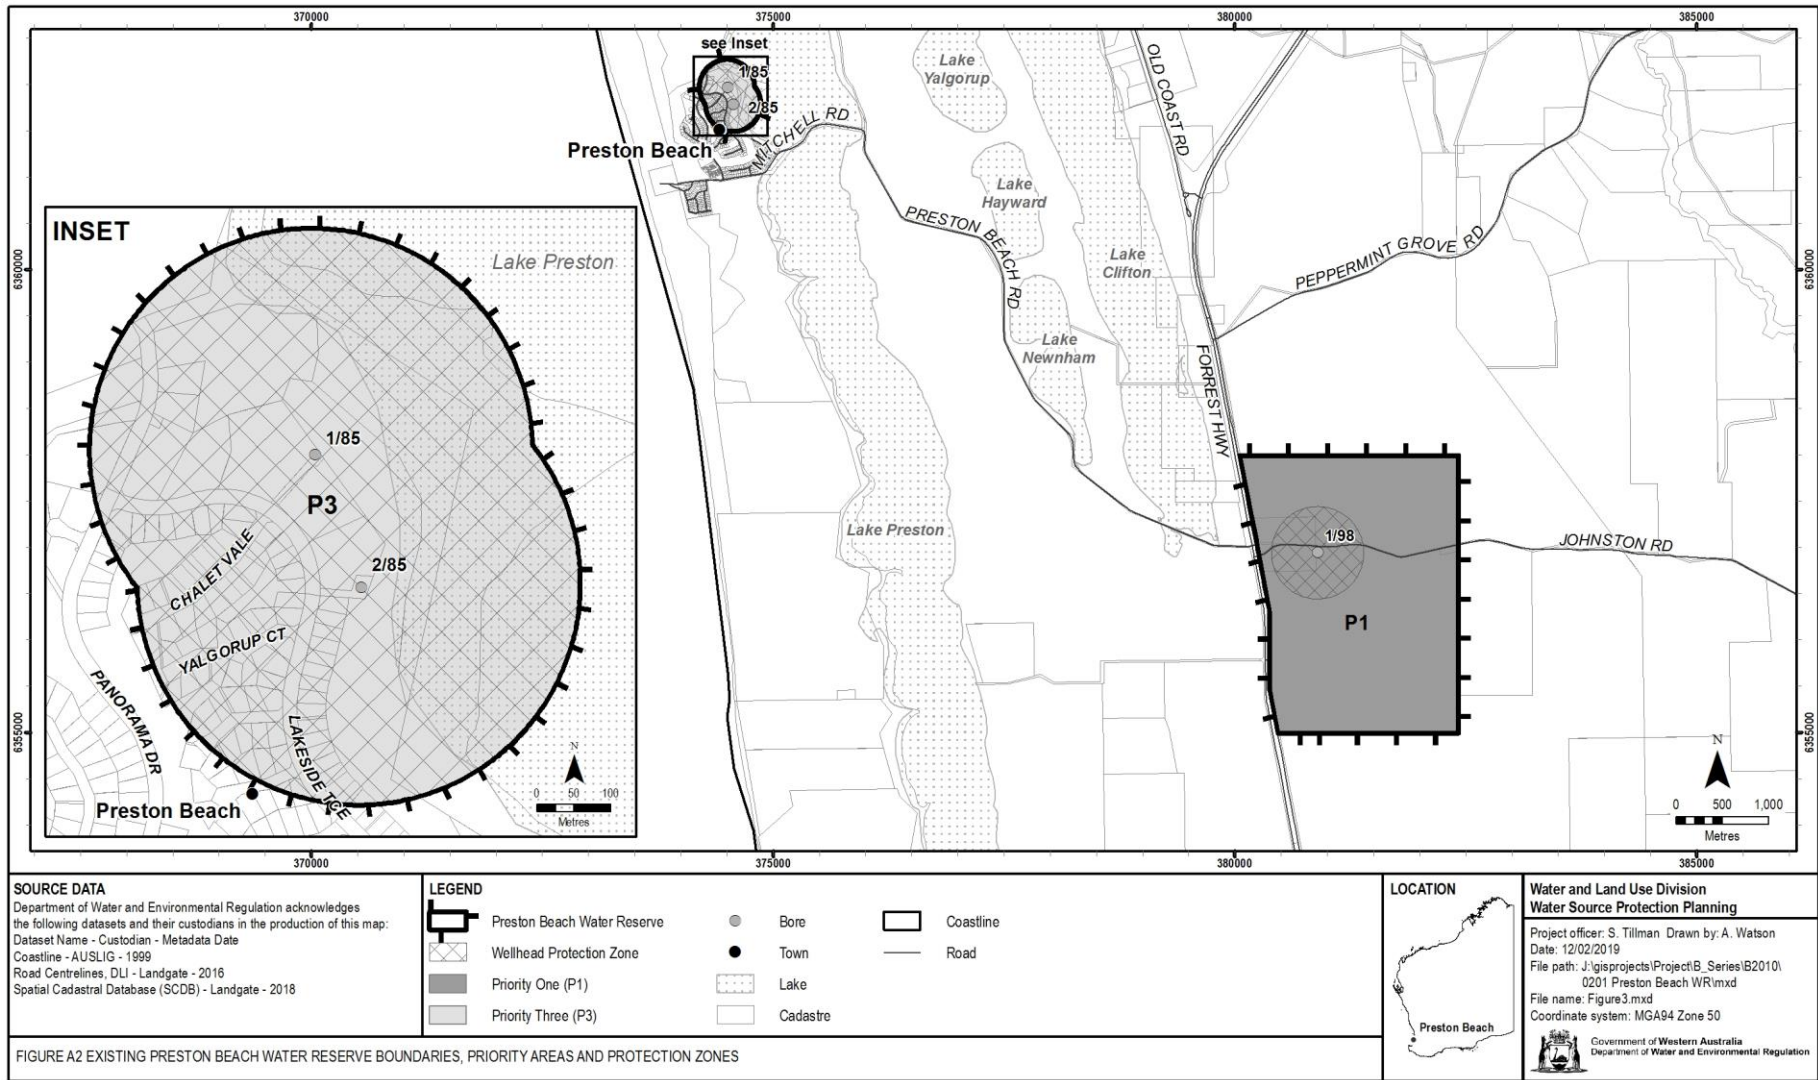 370000
375000
380000
385000
see Inset
1/85
2/85
Preston Beach
MITCHELL RD
Lake
Yalgorup
OLD COAST RD
Lake
Hayward
PRESTON BEACH RD
Lake
Clifton
PEPPERMINT GROVE RD
Lake
Newnham
FORREST HWY
Lake Preston
1/98
JOHNSTON RD
P1
6360000
6360000
6355000
6355000
INSET
Lake Preston
1/85
P3
2/85
CHALET VALE
YALGORUP CT
PANORAMA DR
LAKESIDE TCE
Preston Beach
N
0 50 100
Metres
N
0 500 1,000
Metres
370000
375000
380000
385000
SOURCE DATA
Department of Water and Environmental Regulation acknowledges
the following datasets and their custodians in the production of this map:
Dataset Name - Custodian - Metadata Date
Coastline - AUSLIG - 1999
Road Centrelines, DLI - Landgate - 2016
Spatial Cadastral Database (SCDB) - Landgate - 2018
LEGEND
Preston Beach Water Reserve
Wellhead Protection Zone
Priority One (P1)
Priority Three (P3)
Bore
Town
Lake
Cadastre
Coastline
Road
LOCATION
Preston Beach
Water and Land Use Division
Water Source Protection Planning
Project officer: S. Tillman Drawn by: A. Watson
Date: 12/02/2019
File path: J:\gisprojects\Project\B_Series\B2010\
0201 Preston Beach WR\mxd
File name: Figure3.mxd
Coordinate system: MGA94 Zone 50
Government of Western Australia
Department of Water and Environmental Regulation
FIGURE A2 EXISTING PRESTON BEACH WATER RESERVE BOUNDARIES, PRIORITY AREAS AND PROTECTION ZONES